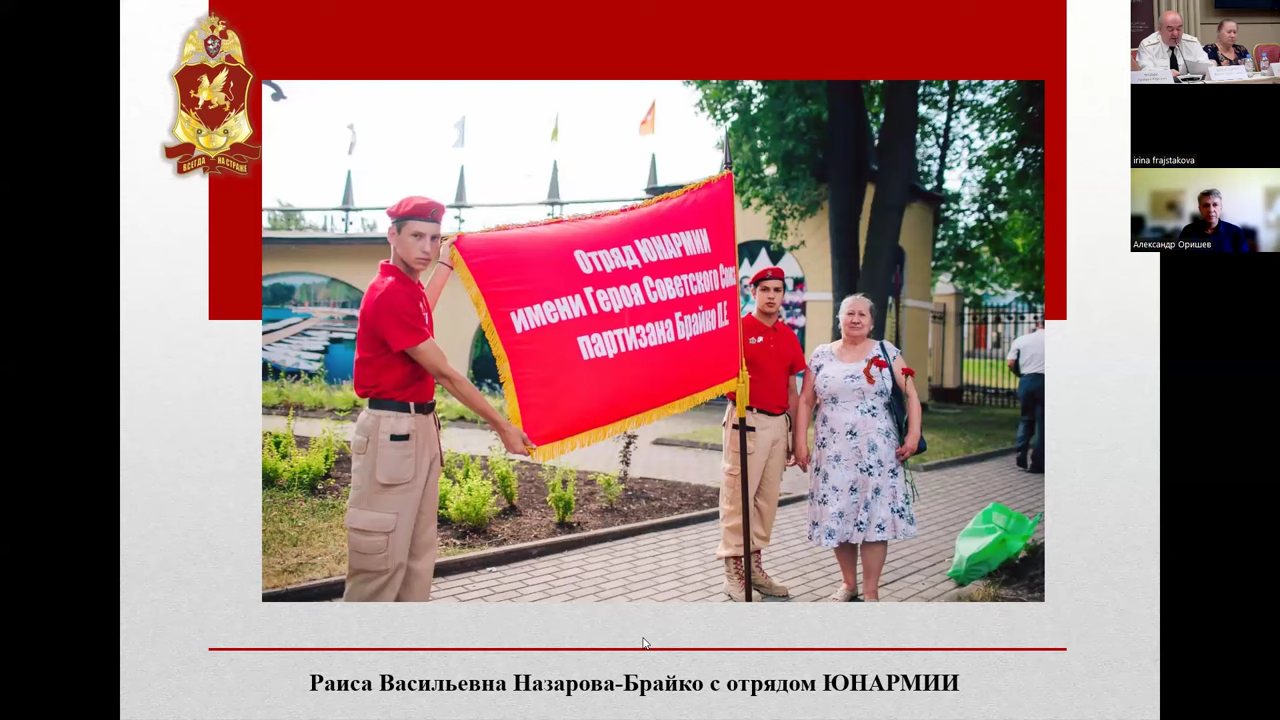 ВСЕГДА НА СТРАЖЕ
Отряд ЮНАРМИИ
имени Героя Советского Союза
партизана Брайко П.Е.
Раиса Васильевна Назарова-Брайко с отрядом ЮНАРМИИ
irina frajstakova
Александр Оришев